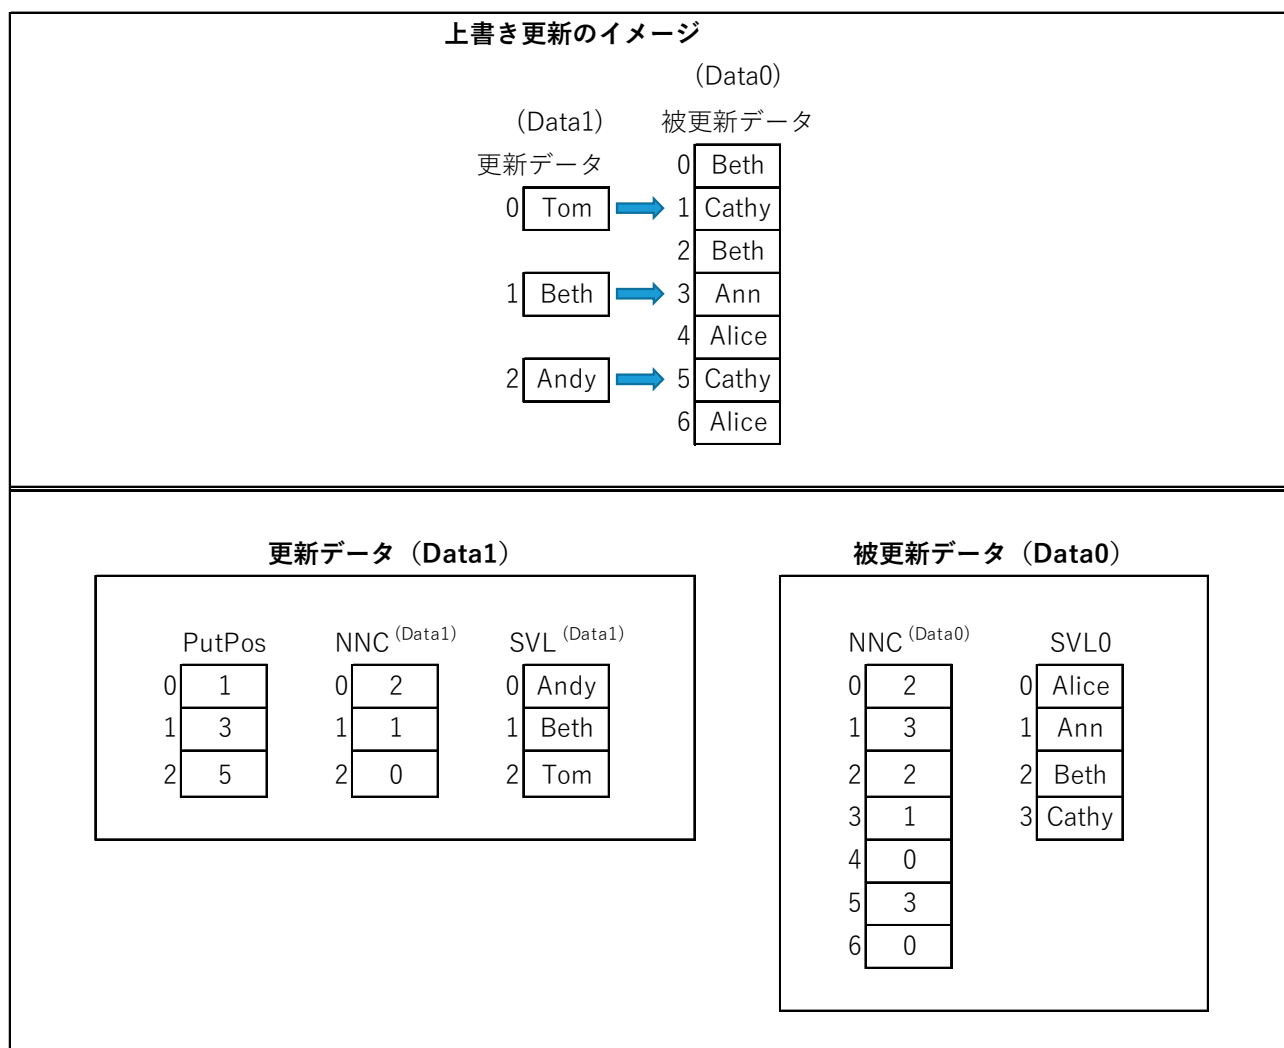 上書き更新のイメージ
(Data0)
(Data1) 被更新データ
更新データ 0 Beth
0 Tom 1 Cathy
2 Beth
1 Beth 3 Ann
4 Alice
2 Andy 5 Cathy
6 Alice
更新データ（Data1） 被更新データ（Data0）
PutPos NNC (Data1) SVL (Data1) NNC (Data0) SVL0
0 1 0 2 0 Andy 0 2 0 Alice
1 3 1 1 1 Beth 1 3 1 Ann
2 5 2 0 2 Tom 2 2 2 Beth
3 1 3 Cathy
4 0
5 3
6 0